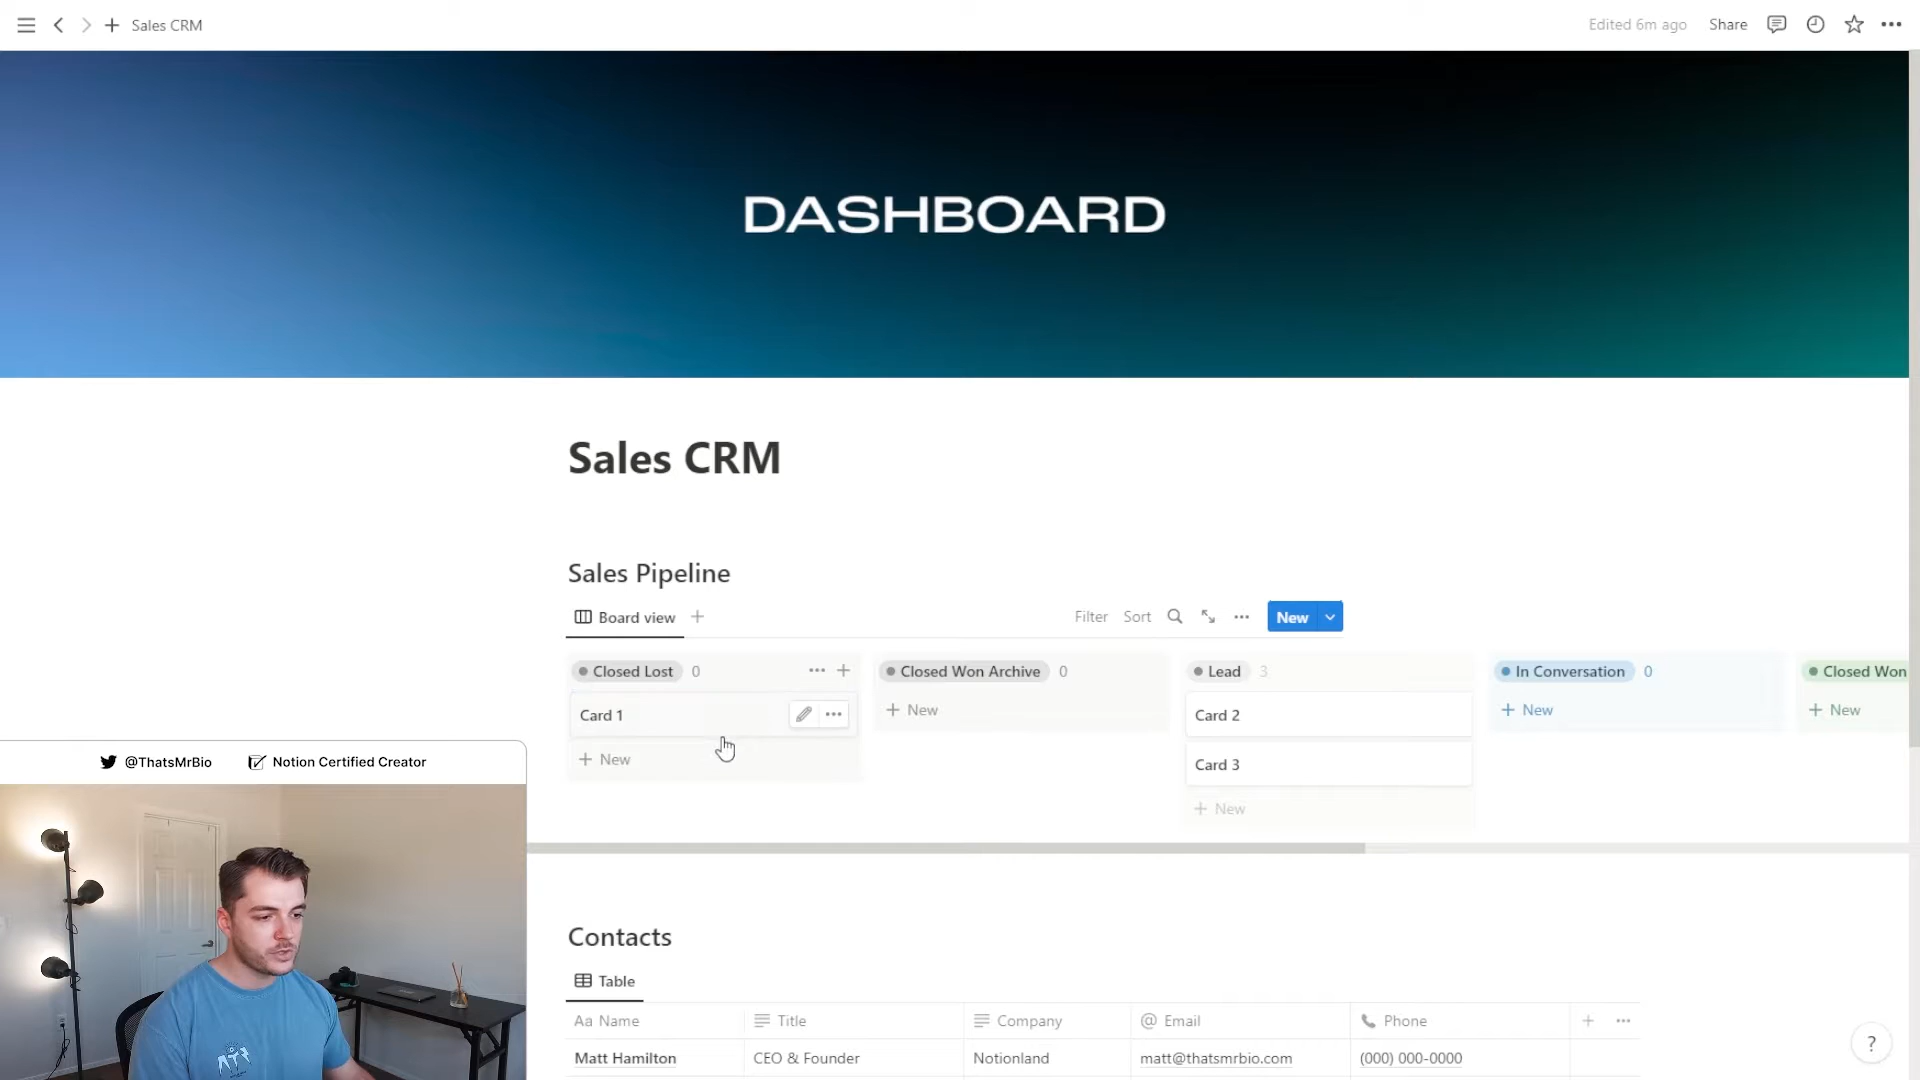 Sales CRM
Edited 6m ago
Share
DASHBOARD
Sales CRM
Sales Pipeline
Board view
Filter
Sort
New
Closed Lost 0
Closed Won Archive 0
Lead 3
In Conversation 0
Closed Won
Card 1
+ New
Card 2
+ New
+ New
+ New
Card 3
+ New
@ThatsMrBio
Notion Certified Creator
Contacts
Table
Aa Name
Title
Company
@ Email
Phone
Matt Hamilton
CEO & Founder
Notionland
matt@thatsmrbio.com
(000) 000-0000
?